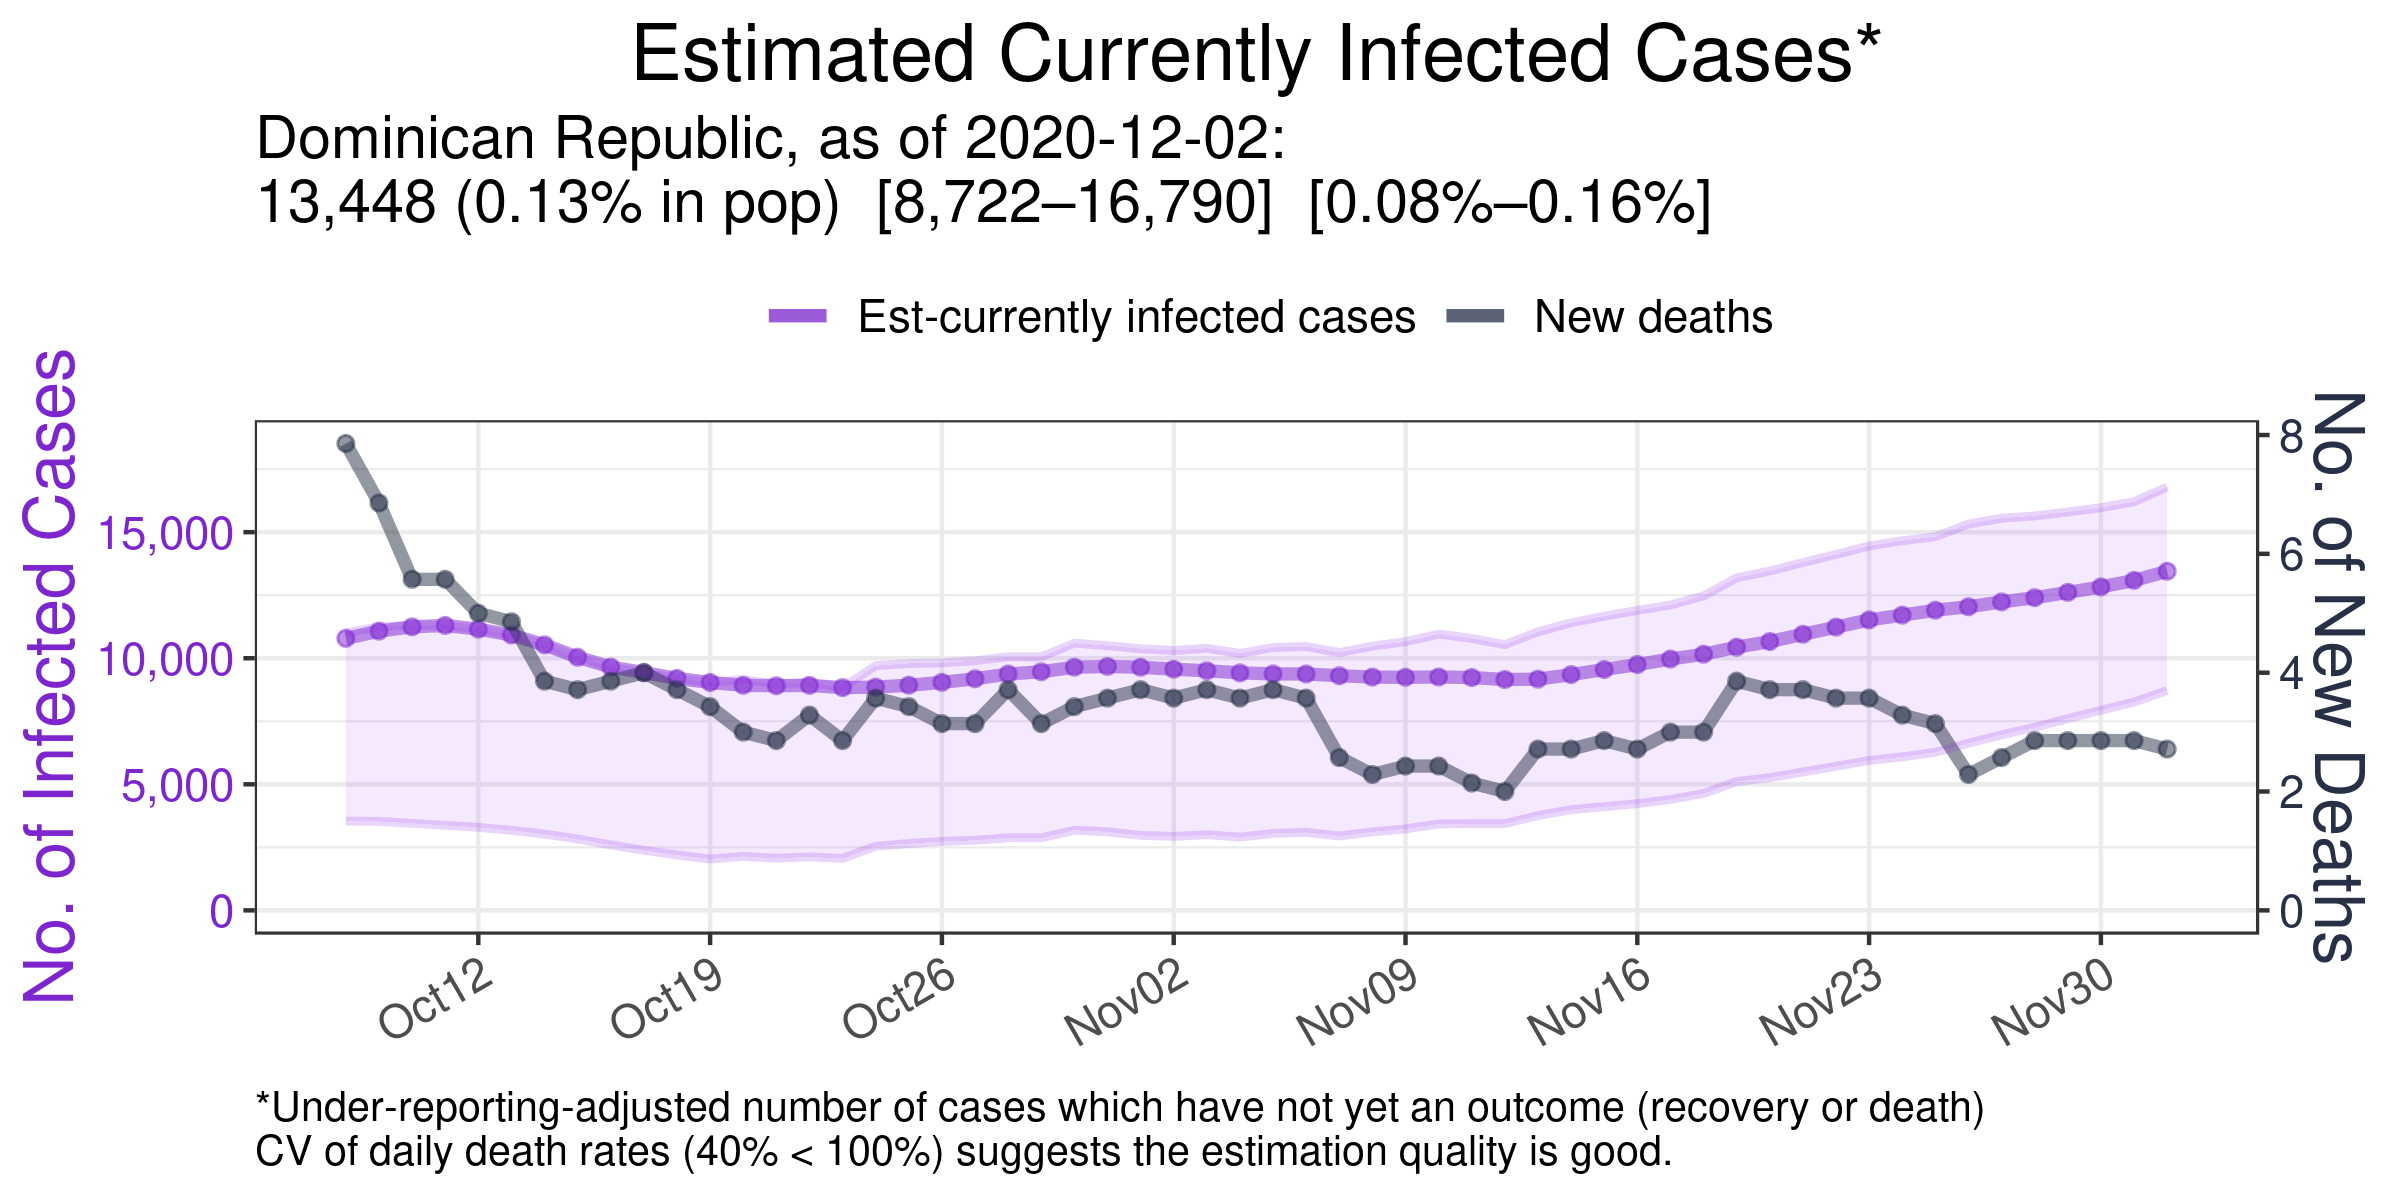 Estimated Currently Infected Cases*
Dominican Republic, as of 2020-12-02:
13,448 (0.13% in pop) [8,722–16,790] [0.08%–0.16%]
Est-currently infected cases
New deaths
No. of Infected Cases
15,000
10,000
5,000
0
8
6
4
2
0
No. of New Deaths
Oct12
Oct19
Oct26
Nov02
Nov09
Nov16
Nov23
Nov30
*Under-reporting-adjusted number of cases which have not yet an outcome (recovery or death)
CV of daily death rates (40% < 100%) suggests the estimation quality is good.